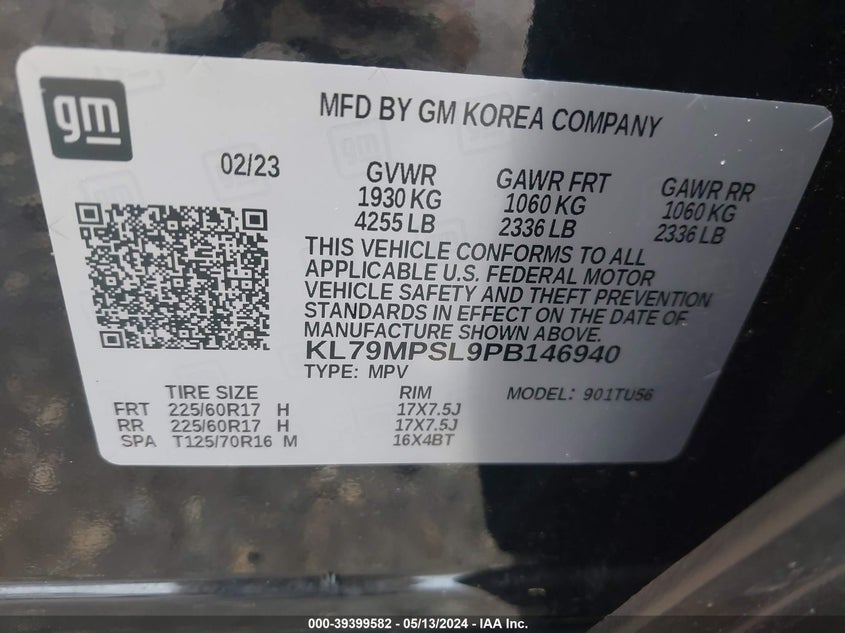 gm
MFD BY GM KOREA COMPANY
02/23
GVWR
1930 KG
4255 LB
GAWR FRT
1060 KG
2336 LB
GAWR RR
1060 KG
2336 LB
THIS VEHICLE CONFORMS TO ALL
APPLICABLE U.S. FEDERAL MOTOR
VEHICLE SAFETY AND THEFT PREVENTION
STANDARDS IN EFFECT ON THE DATE OF
MANUFACTURE SHOWN ABOVE.
KL79MPSL9PB146940
TYPE: MPV
MODEL: 901TU56
TIRE SIZE RIM
FRT 225/60R17 H 17X7.5J
RR 225/60R17 H 17X7.5J
SPA T125/70R16 M 16X4BT
000-39399582 - 05/13/2024 - IAA Inc.